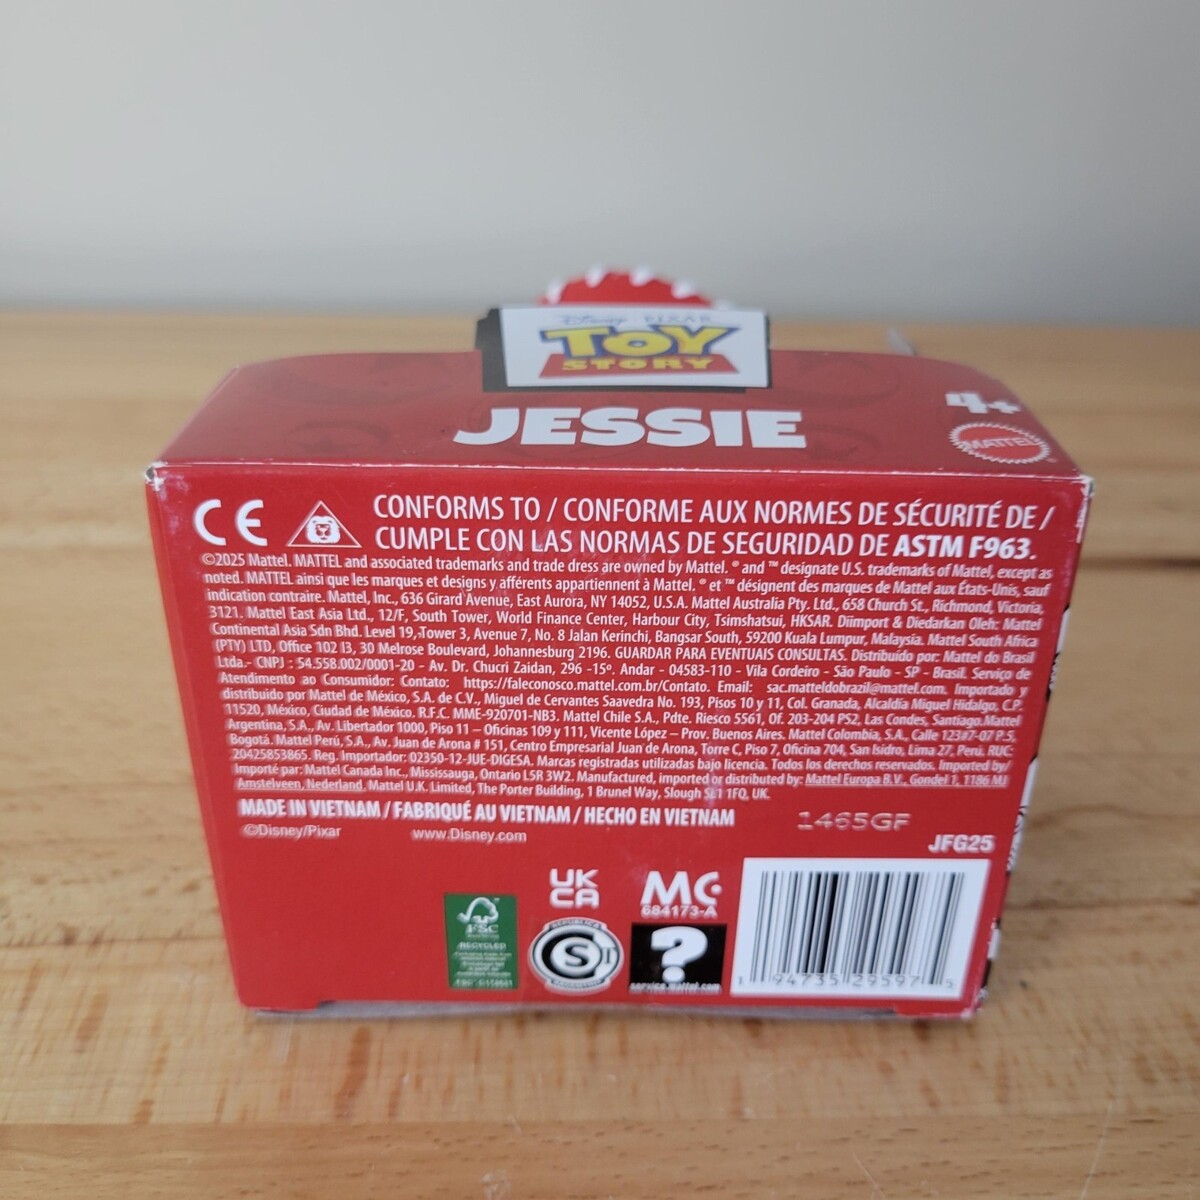 Disney PIXAR
TOY
STORY
JESSIE
4+
MATTEL
CE
CONFORMS TO / CONFORME AUX NORMES DE SÉCURITÉ DE /
CUMPLE CON LAS NORMAS DE SEGURIDAD DE ASTM F963.
©2025 Mattel. MATTEL and associated trademarks and trade dress are owned by Mattel. ® and ™ designate U.S. trademarks of Mattel, except as
noted. MATTEL ainsi que les marques et designs y afférents appartiennent à Mattel. ® et ™ désignent des marques de Mattel aux États-Unis, sauf
indication contraire. Mattel, Inc., 636 Girard Avenue, East Aurora, NY 14052, U.S.A. Mattel Australia Pty. Ltd., 658 Church St., Richmond, Victoria,
3121. Mattel East Asia Ltd., 12/F, South Tower, World Finance Center, Harbour City, Tsimshatsui, HKSAR. Diimport & Diedarkan Oleh: Mattel
Continental Asia Sdn Bhd. Level 19, Tower 3, Avenue 7, No. 8 Jalan Kerinchi, Bangsar South, 59200 Kuala Lumpur, Malaysia. Mattel South Africa
(PTY) LTD, Office 102 I3, 30 Melrose Boulevard, Johannesburg 2196. GUARDAR PARA EVENTUAIS CONSULTAS. Distribuído por: Mattel do Brasil
Ltda.- CNPJ : 54.558.002/0001-20 - Av. Dr. Chucri Zaidan, 296 -15º. Andar - 04583-110 - Vila Cordeiro - São Paulo - SP - Brasil. Serviço de
Atendimento ao Consumidor: Contato: https://faleconosco.mattel.com.br/Contato. Email: sac.matteldobrazil@mattel.com. Importado y
distribuido por Mattel de México, S.A. de C.V., Miguel de Cervantes Saavedra No. 193, Pisos 10 y 11, Col. Granada, Alcaldía Miguel Hidalgo, C.P.
11520, México, Ciudad de México. R.F.C. MME-920701-NB3. Mattel Chile S.A., Pdte. Riesco 5561, Of. 203-204 PS2, Las Condes, Santiago.Mattel
Argentina, S.A., Av. Libertador 1000, Piso 11 – Oficinas 109 y 111, Vicente López – Prov. Buenos Aires. Mattel Colombia, S.A., Calle 123#7-07 P.5,
Bogotá. Mattel Perú, S.A., Av. Juan de Arona # 151, Centro Empresarial Juan de Arona, Torre C, Piso 7, Oficina 704, San Isidro, Lima 27, Perú. RUC:
20425853865. Reg. Importador: 02350-12-JUE-DIGESA. Marcas registradas utilizadas bajo licencia. Todos los derechos reservados. Imported by/
Importé par: Mattel Canada Inc., Mississauga, Ontario L5R 3W2. Manufactured, imported or distributed by: Mattel Europa B.V., Gondel 1, 1186 MJ
Amstelveen, Nederland, Mattel U.K. Limited, The Porter Building, 1 Brunel Way, Slough SL1 1FQ, UK.
MADE IN VIETNAM / FABRIQUÉ AU VIETNAM / HECHO EN VIETNAM
1465GF
©Disney/Pixar www.Disney.com
JFG25
UK
CA
MC
684173-A
FSC
RECYCLED
S
?
service.mattel.com
1 94735 29597 5